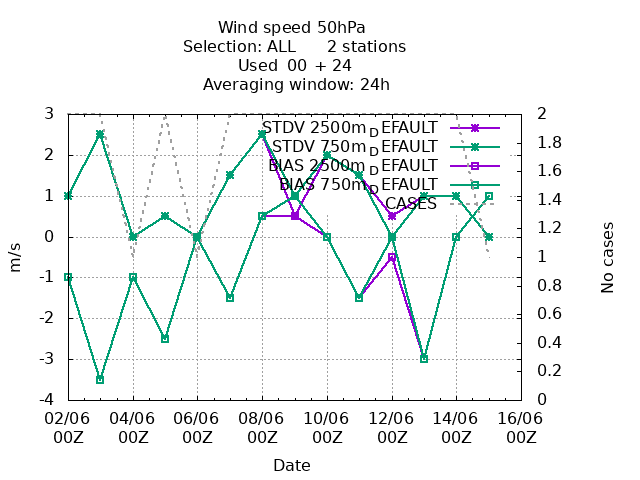 Wind speed 50hPa
Selection: ALL 2 stations
Used 00 + 24
Averaging window: 24h
3
2
1
0
-1
-2
-3
-4
m/s
STDV 2500m_DEFAULT
STDV 750m_DEFAULT
BIAS 2500m_DEFAULT
BIAS 750m_DEFAULT
CASES
2
1.8
1.6
1.4
1.2
1
0.8
0.6
0.4
0.2
0
No cases
02/06 04/06 06/06 08/06 10/06 12/06 14/06 16/06
00Z 00Z 00Z 00Z 00Z 00Z 00Z 00Z
Date